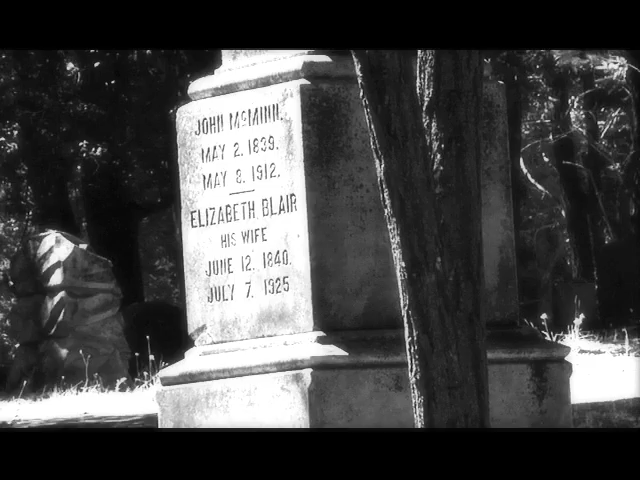 JOHN McMINN.
MAY 2. 1839.
MAY 8. 1912.
ELIZABETH BLAIR
HIS WIFE
JUNE 12. 1840.
JULY 7. 1925